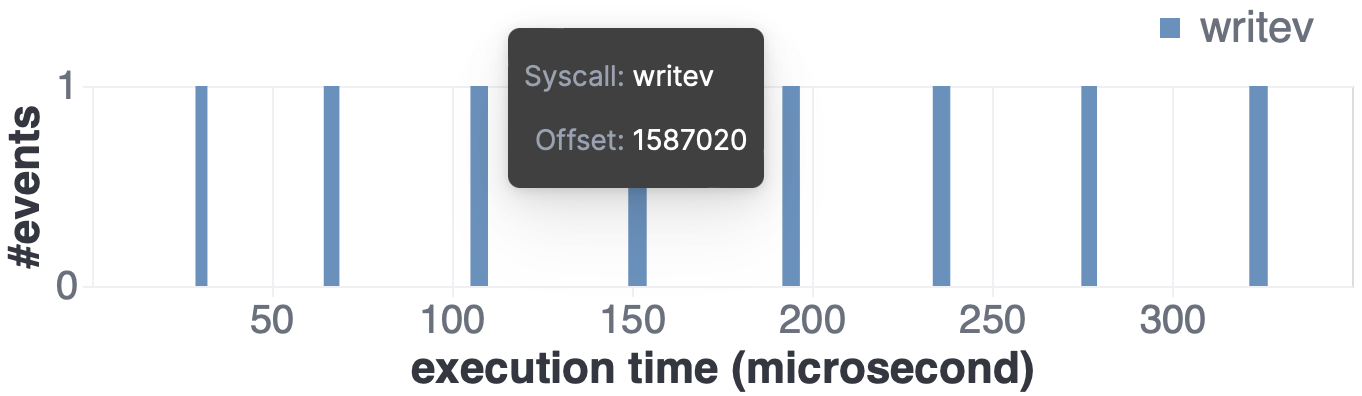 writev
Syscall: writev
Offset: 1587020
1
#events
0
50 100 150 200 250 300
execution time (microsecond)